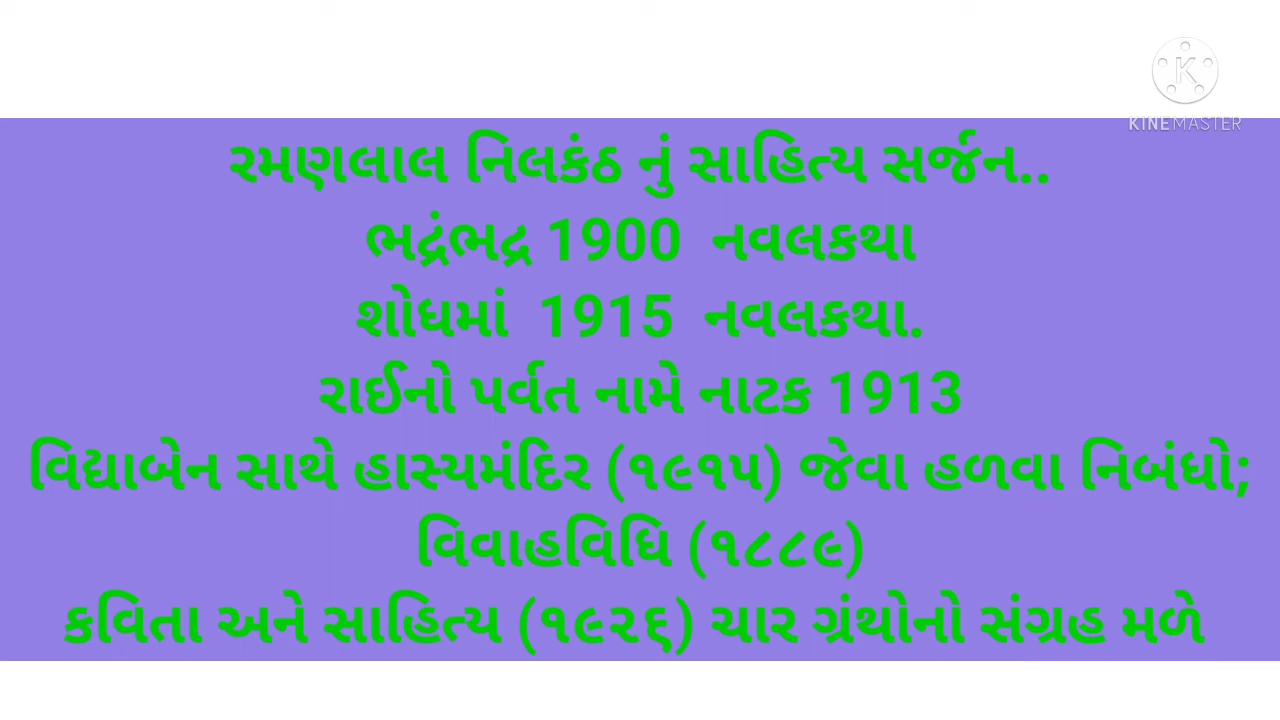 KINEMASTER
રમણલાલ નિલકંઠ નું સાહિત્ય સર્જન..
ભદ્રંભદ્ર 1900 નવલકથા
શોધમાં 1915 નવલકથા.
રાઈનો પર્વત નામે નાટક 1913
વિદ્યાબેન સાથે હાસ્યમંદિર (૧૯૧૫) જેવા હળવા નિબંધો;
વિવાહવિધિ (૧૮૮૯)
કવિતા અને સાહિત્ય (૧૯૨૬) ચાર ગ્રંથોનો સંગ્રહ મળે